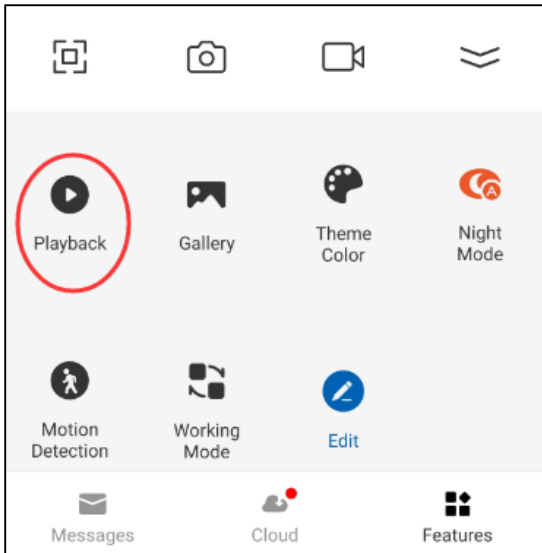 Playback
Gallery
Theme
Color
Night
Mode
A
Motion
Detection
Working
Mode
Edit
Messages
Cloud
Features